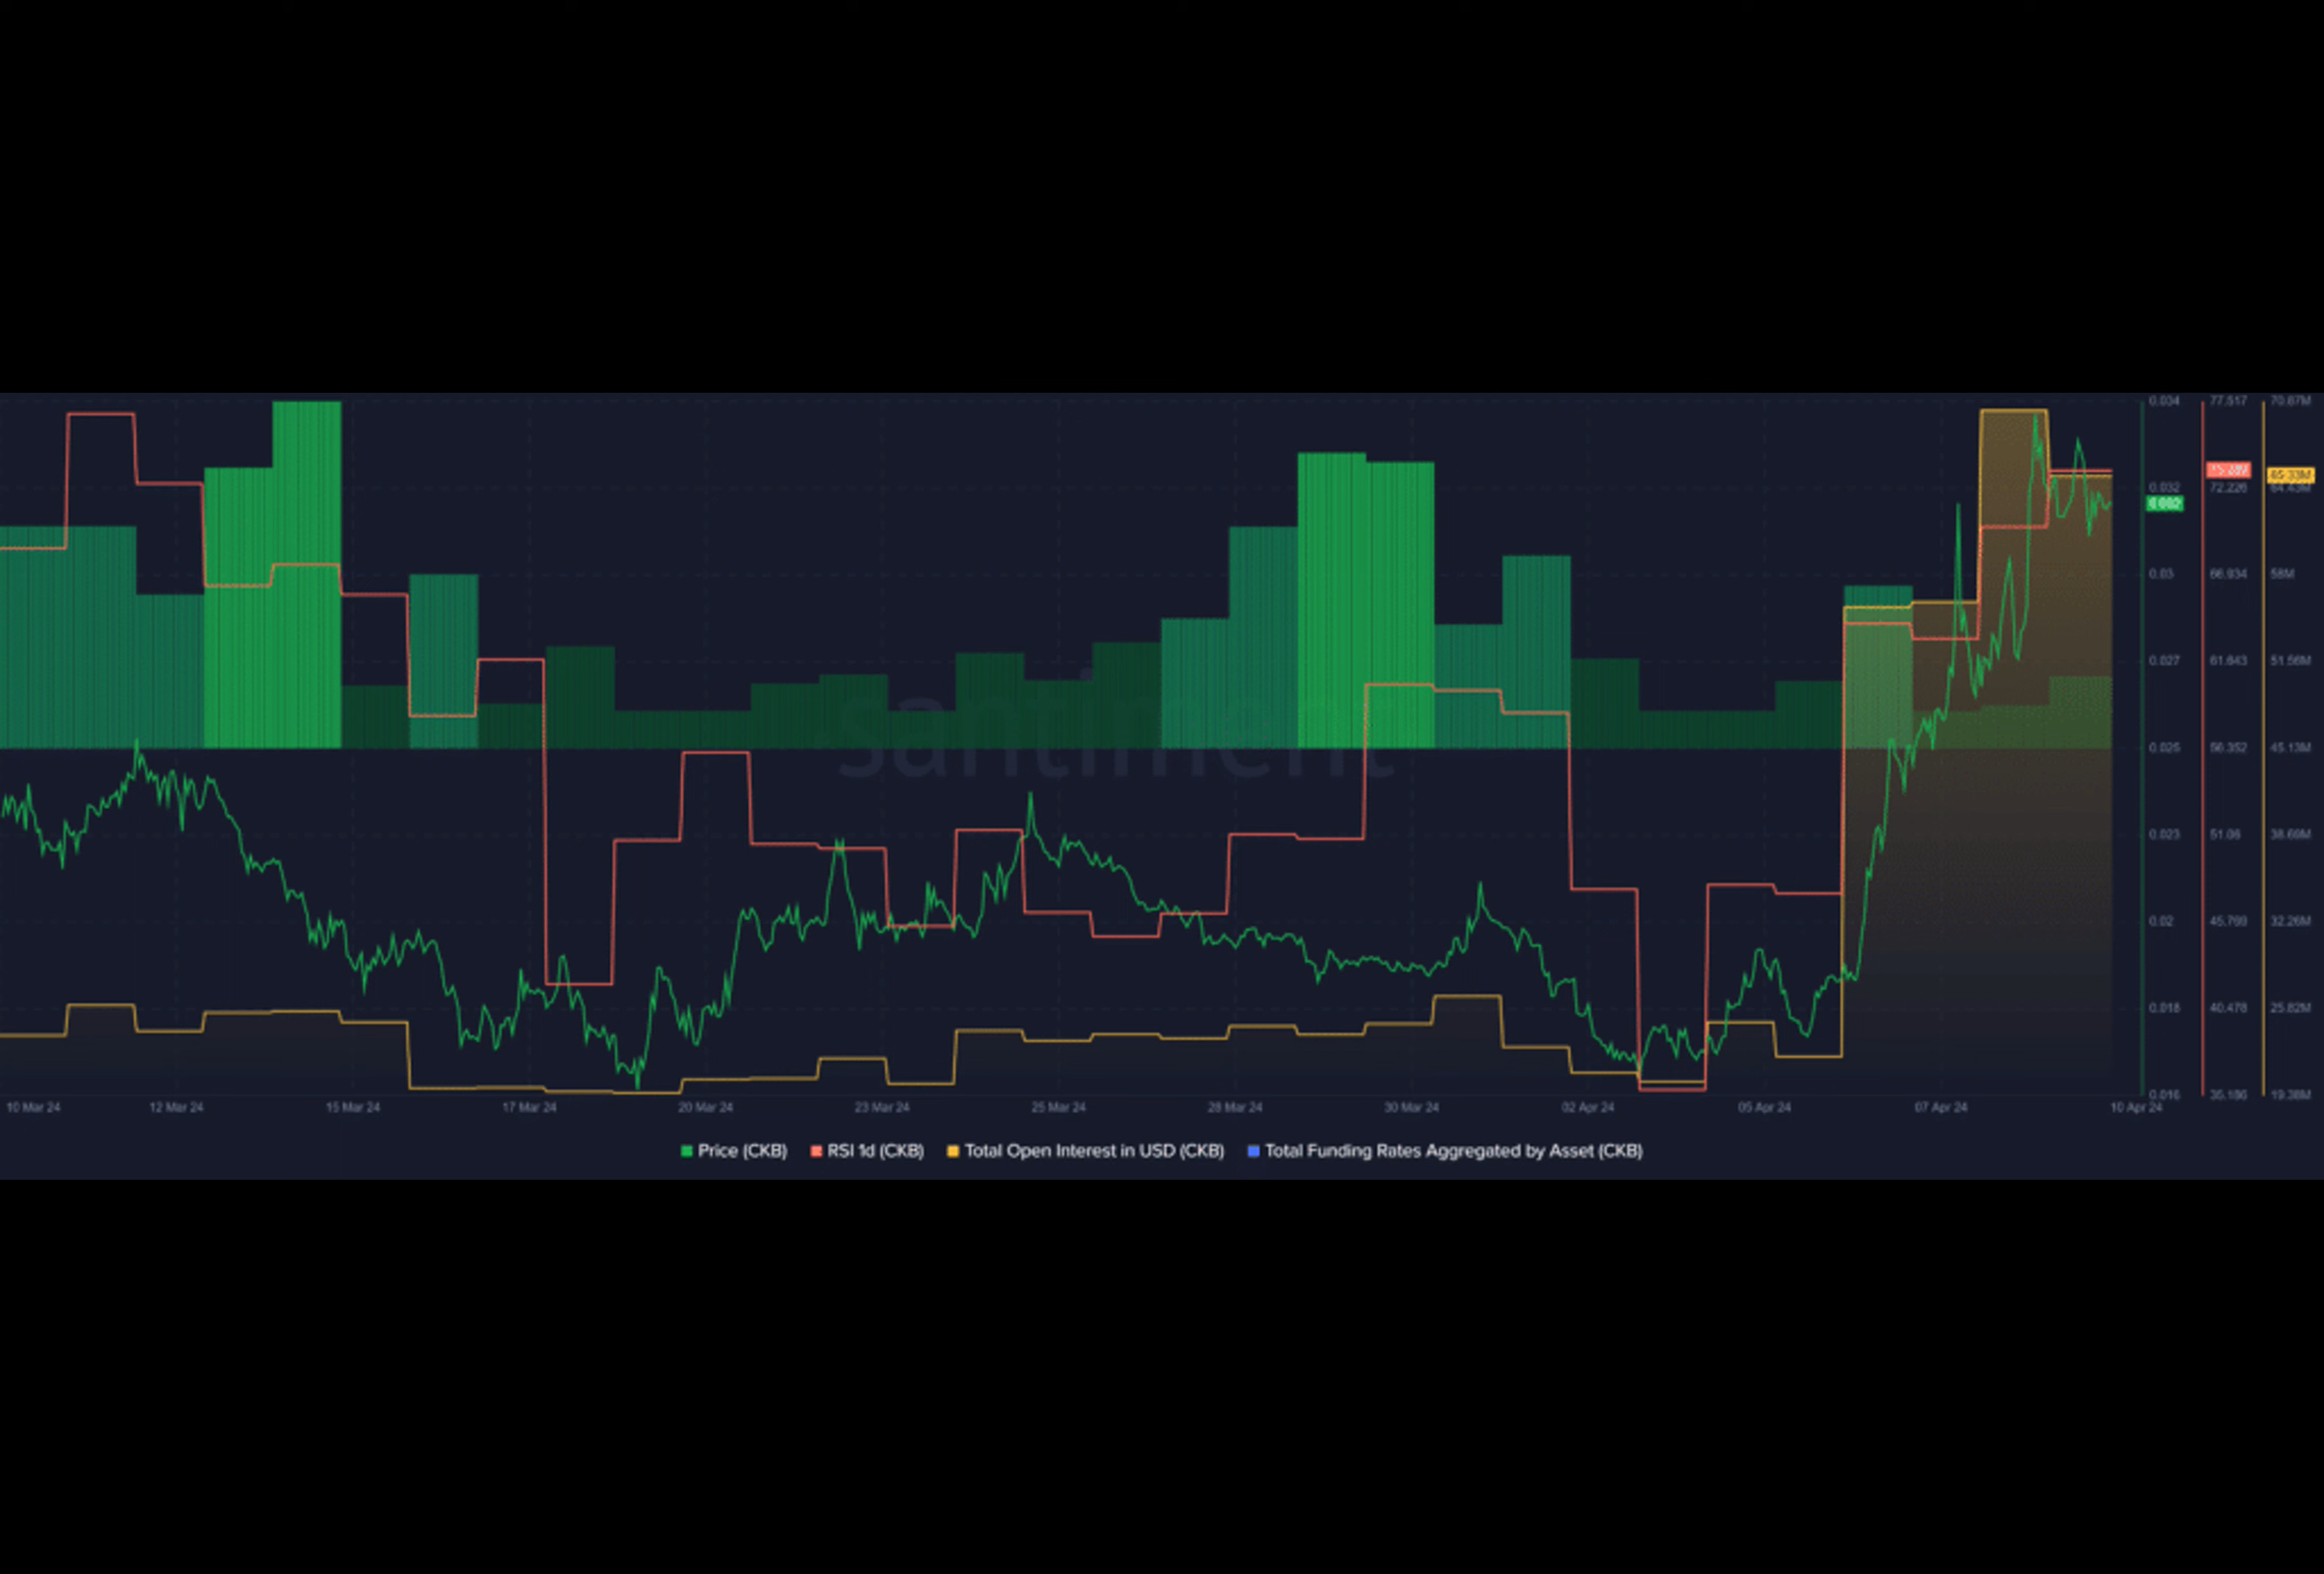 santiment
0.034 77.517 70.87M
0.032 72.226
0.03 66.934 58M
0.027 61.643 51.56M
0.025 56.352 45.13M
0.023 51.06 38.69M
0.02 45.769 32.26M
0.018 40.478 25.82M
0.016 35.186 19.38M
10 Mar 24 12 Mar 24 15 Mar 24 17 Mar 24 20 Mar 24 23 Mar 24 25 Mar 24 28 Mar 24 30 Mar 24 02 Apr 24 05 Apr 24 07 Apr 24 10 Apr 24
Price (CKB) RSI 1d (CKB) Total Open Interest in USD (CKB) Total Funding Rates Aggregated by Asset (CKB)